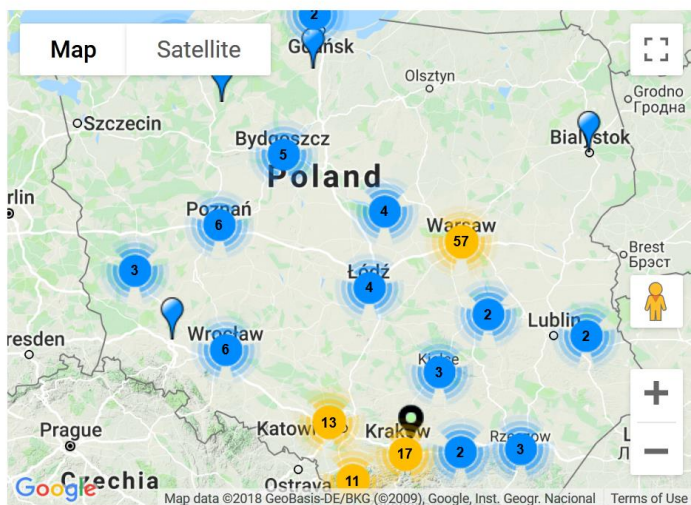 2
Map
Satellite
Gdańsk
Olsztyn
Grodno
Гродна
Szczecin
Bydgoszcz
Białystok
5
Poland
rlin
Poznań
4
6
Warsaw
57
Brest
Брэст
3
Łódź
4
2
Lublin
2
resden
Wrocław
6
Kielce
3
13
Katow
Kraków
Prague
17
2
Rzeszow
3
L
Л
Ostrava
11
Czechia
Google
Map data ©2018 GeoBasis-DE/BKG (©2009), Google, Inst. Geogr. Nacional
Terms of Use